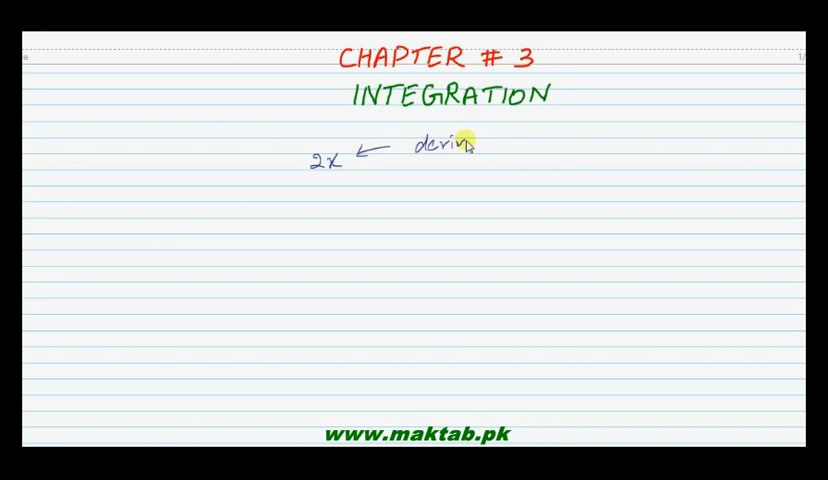 CHAPTER # 3
INTEGRATION
2x ← deriv
www.maktab.pk